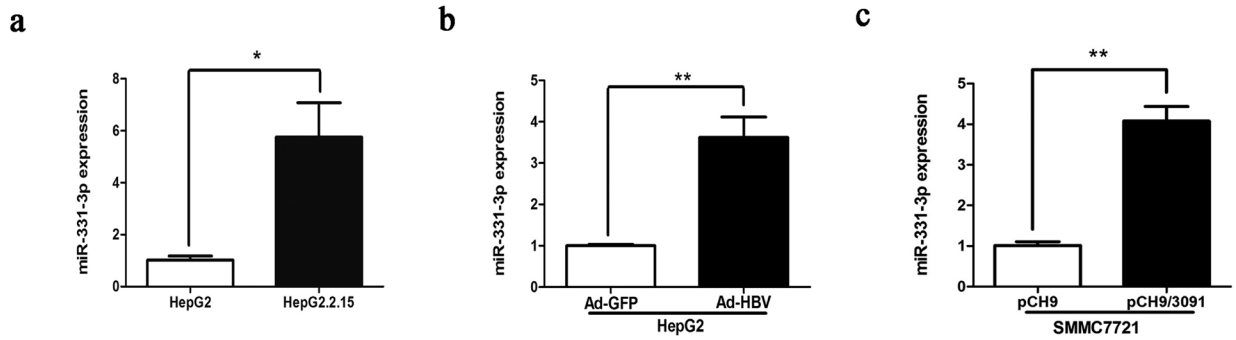 a
miR-331-3p expression
8
6
4
2
0
*
HepG2 HepG2.2.15
b
miR-331-3p expression
5
4
3
2
1
0
**
Ad-GFP Ad-HBV
HepG2
c
miR-331-3p expression
5
4
3
2
1
0
**
pCH9 pCH9/3091
SMMC7721